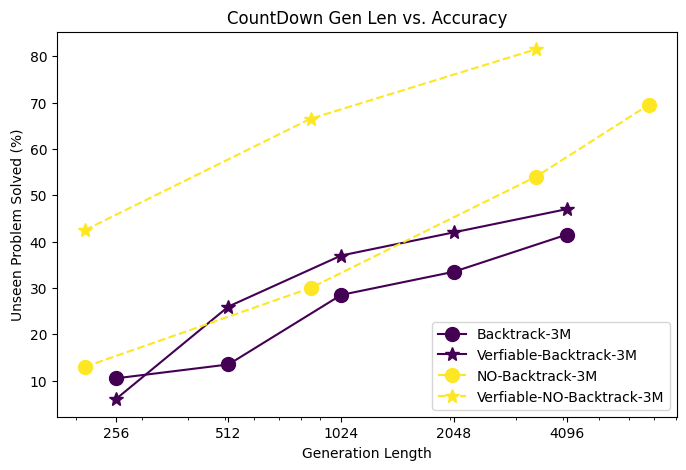 CountDown Gen Len vs. Accuracy
Unseen Problem Solved (%)
80
70
60
50
40
30
20
10
Backtrack-3M
Verfiable-Backtrack-3M
NO-Backtrack-3M
Verfiable-NO-Backtrack-3M
256 512 1024 2048 4096
Generation Length